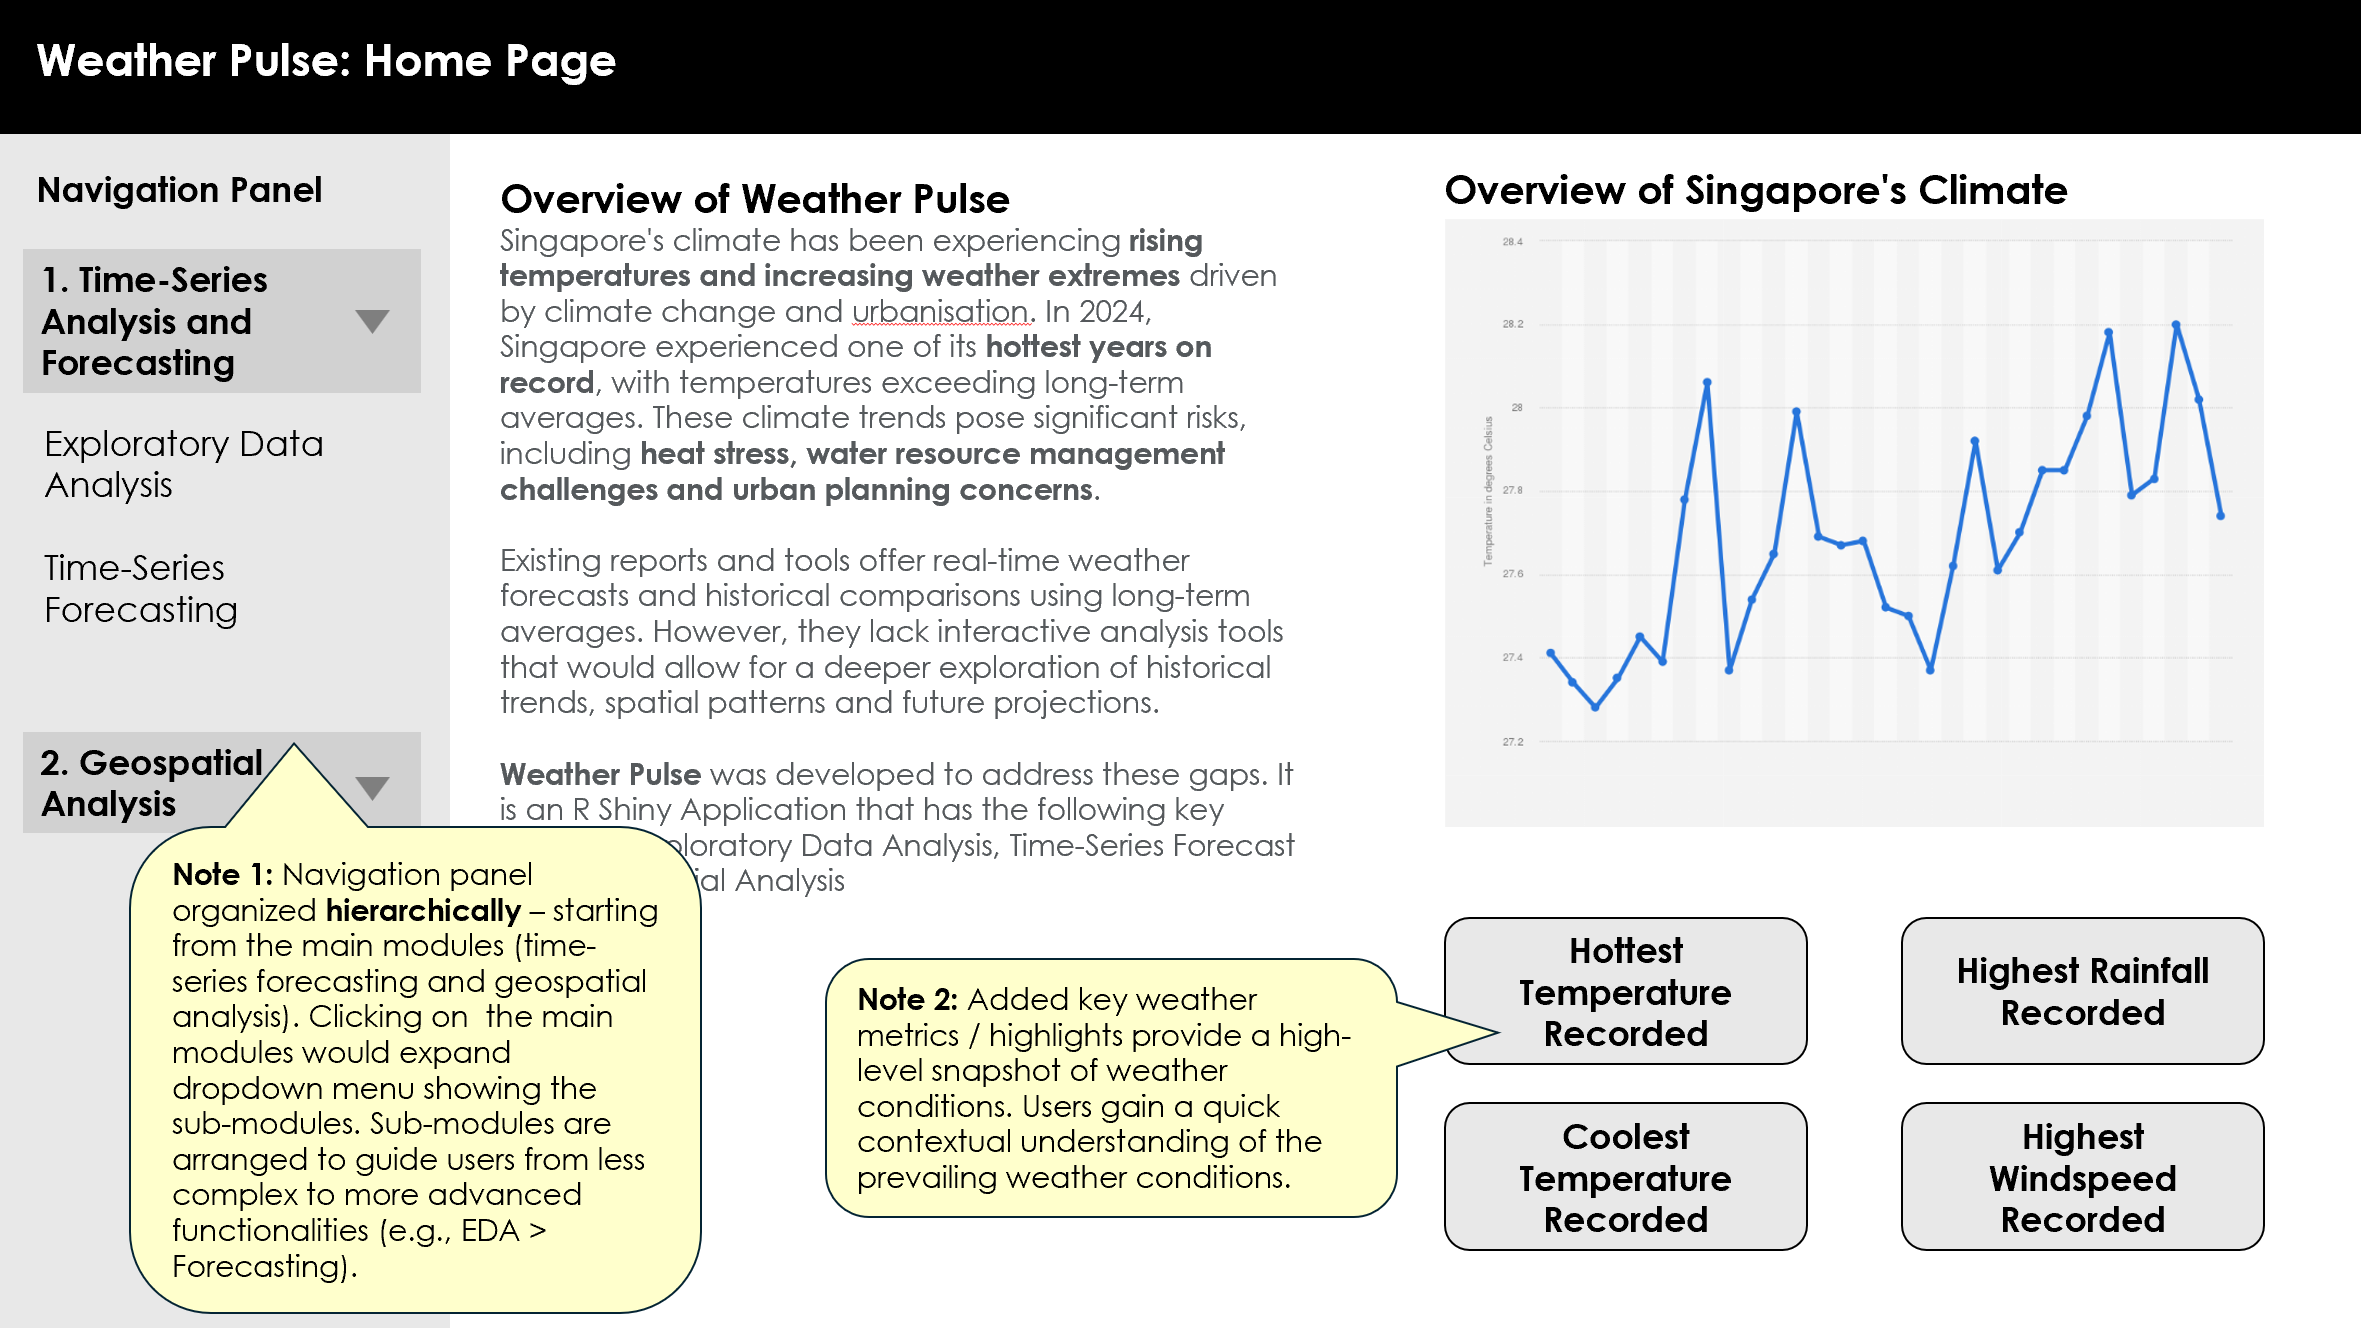 Weather Pulse: Home Page
Navigation Panel
1. Time-Series
Analysis and
Forecasting
Exploratory Data
Analysis
Time-Series
Forecasting
2. Geospatial
Analysis
Overview of Weather Pulse
Singapore's climate has been experiencing rising
temperatures and increasing weather extremes driven
by climate change and urbanisation. In 2024,
Singapore experienced one of its hottest years on
record, with temperatures exceeding long-term
averages. These climate trends pose significant risks,
including heat stress, water resource management
challenges and urban planning concerns.
Existing reports and tools offer real-time weather
forecasts and historical comparisons using long-term
averages. However, they lack interactive analysis tools
that would allow for a deeper exploration of historical
trends, spatial patterns and future projections.
Weather Pulse was developed to address these gaps. It
is an R Shiny Application that has the following key
Data Analysis, Time-Series Forecast
Analysis
Overview of Singapore's Climate
28.4
28.2
28
27.8
27.6
27.4
27.2
Temperature in degrees Celsius
Note 1: Navigation panel
organized hierarchically – starting
from the main modules (time-
series forecasting and geospatial
analysis). Clicking on  the main
modules would expand
dropdown menu showing the
sub-modules. Sub-modules are
arranged to guide users from less
complex to more advanced
functionalities (e.g., EDA >
Forecasting).
Note 2: Added key weather
metrics / highlights provide a high-
level snapshot of weather
conditions. Users gain a quick
contextual understanding of the
prevailing weather conditions.
Hottest
Temperature
Recorded
Highest Rainfall
Recorded
Coolest
Temperature
Recorded
Highest
Windspeed
Recorded